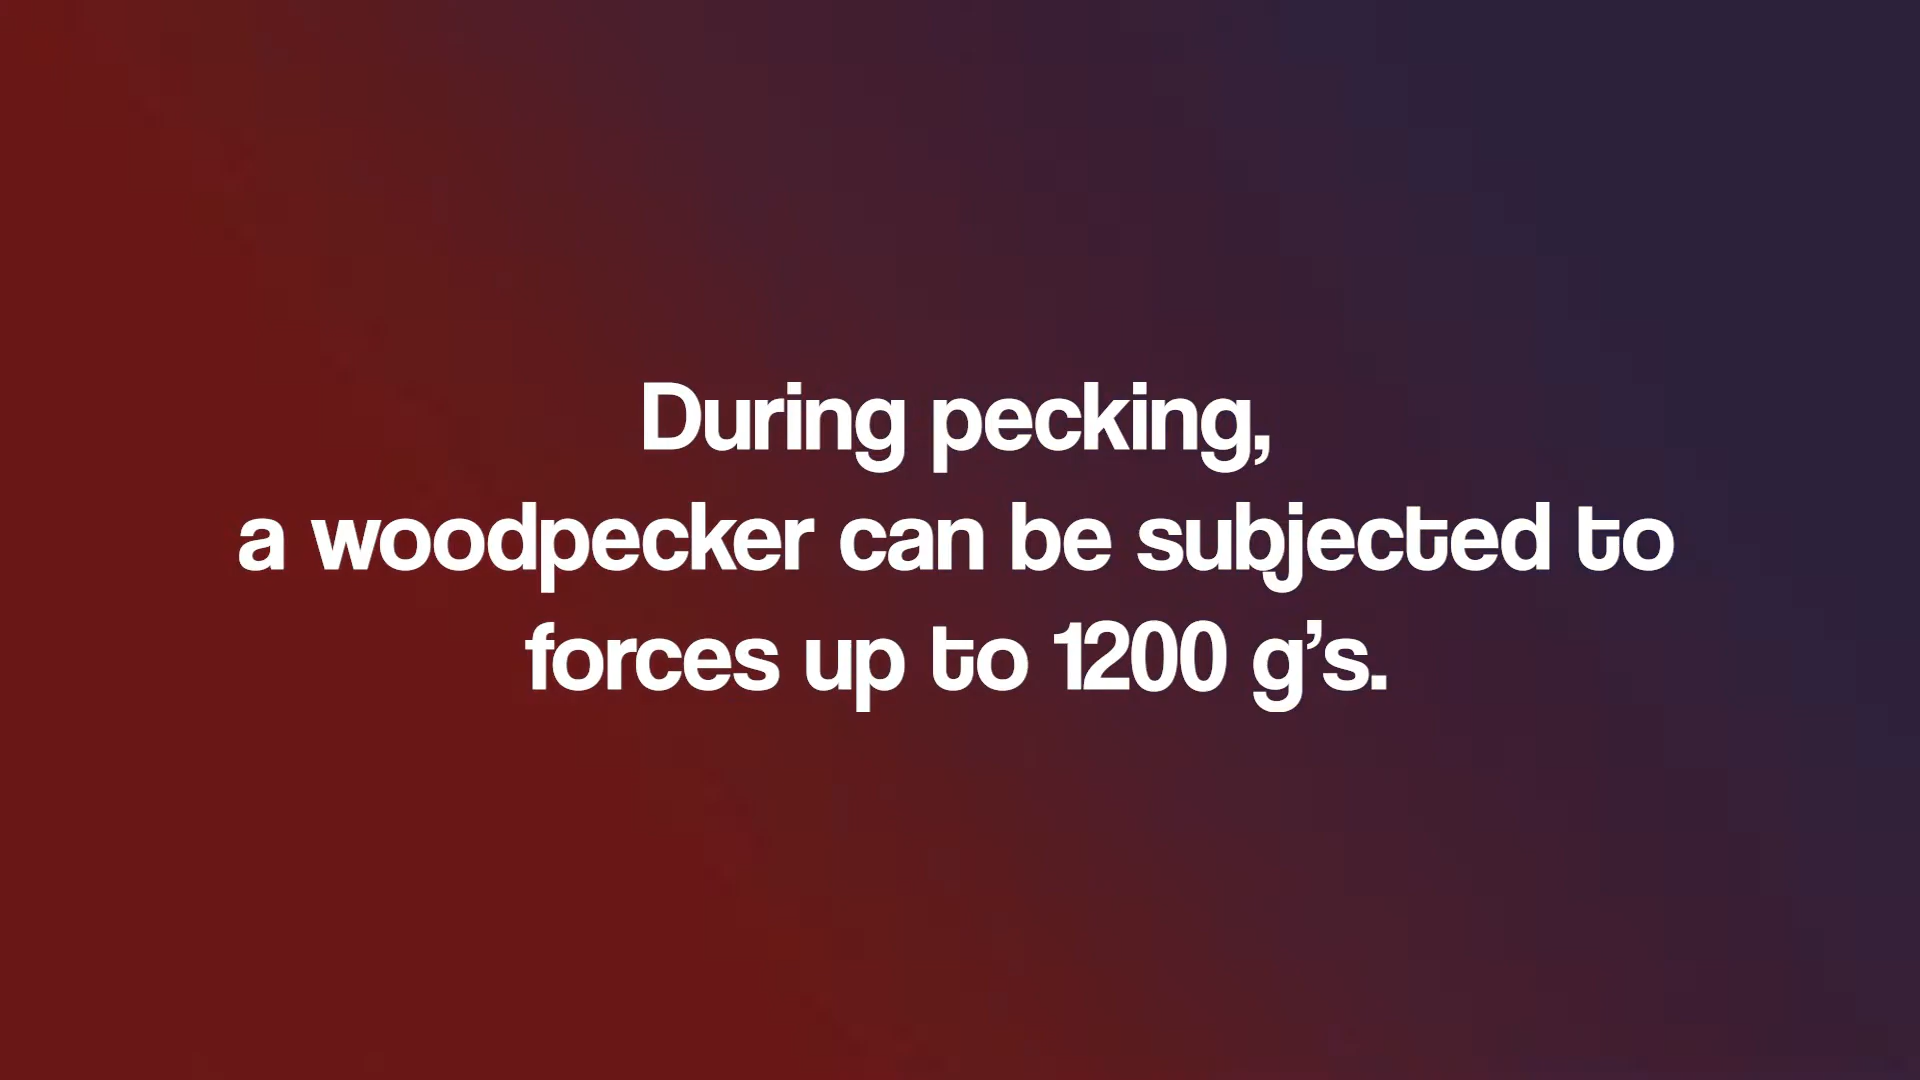 During pecking,
a woodpecker can be subjected to
forces up to 1200 g’s.